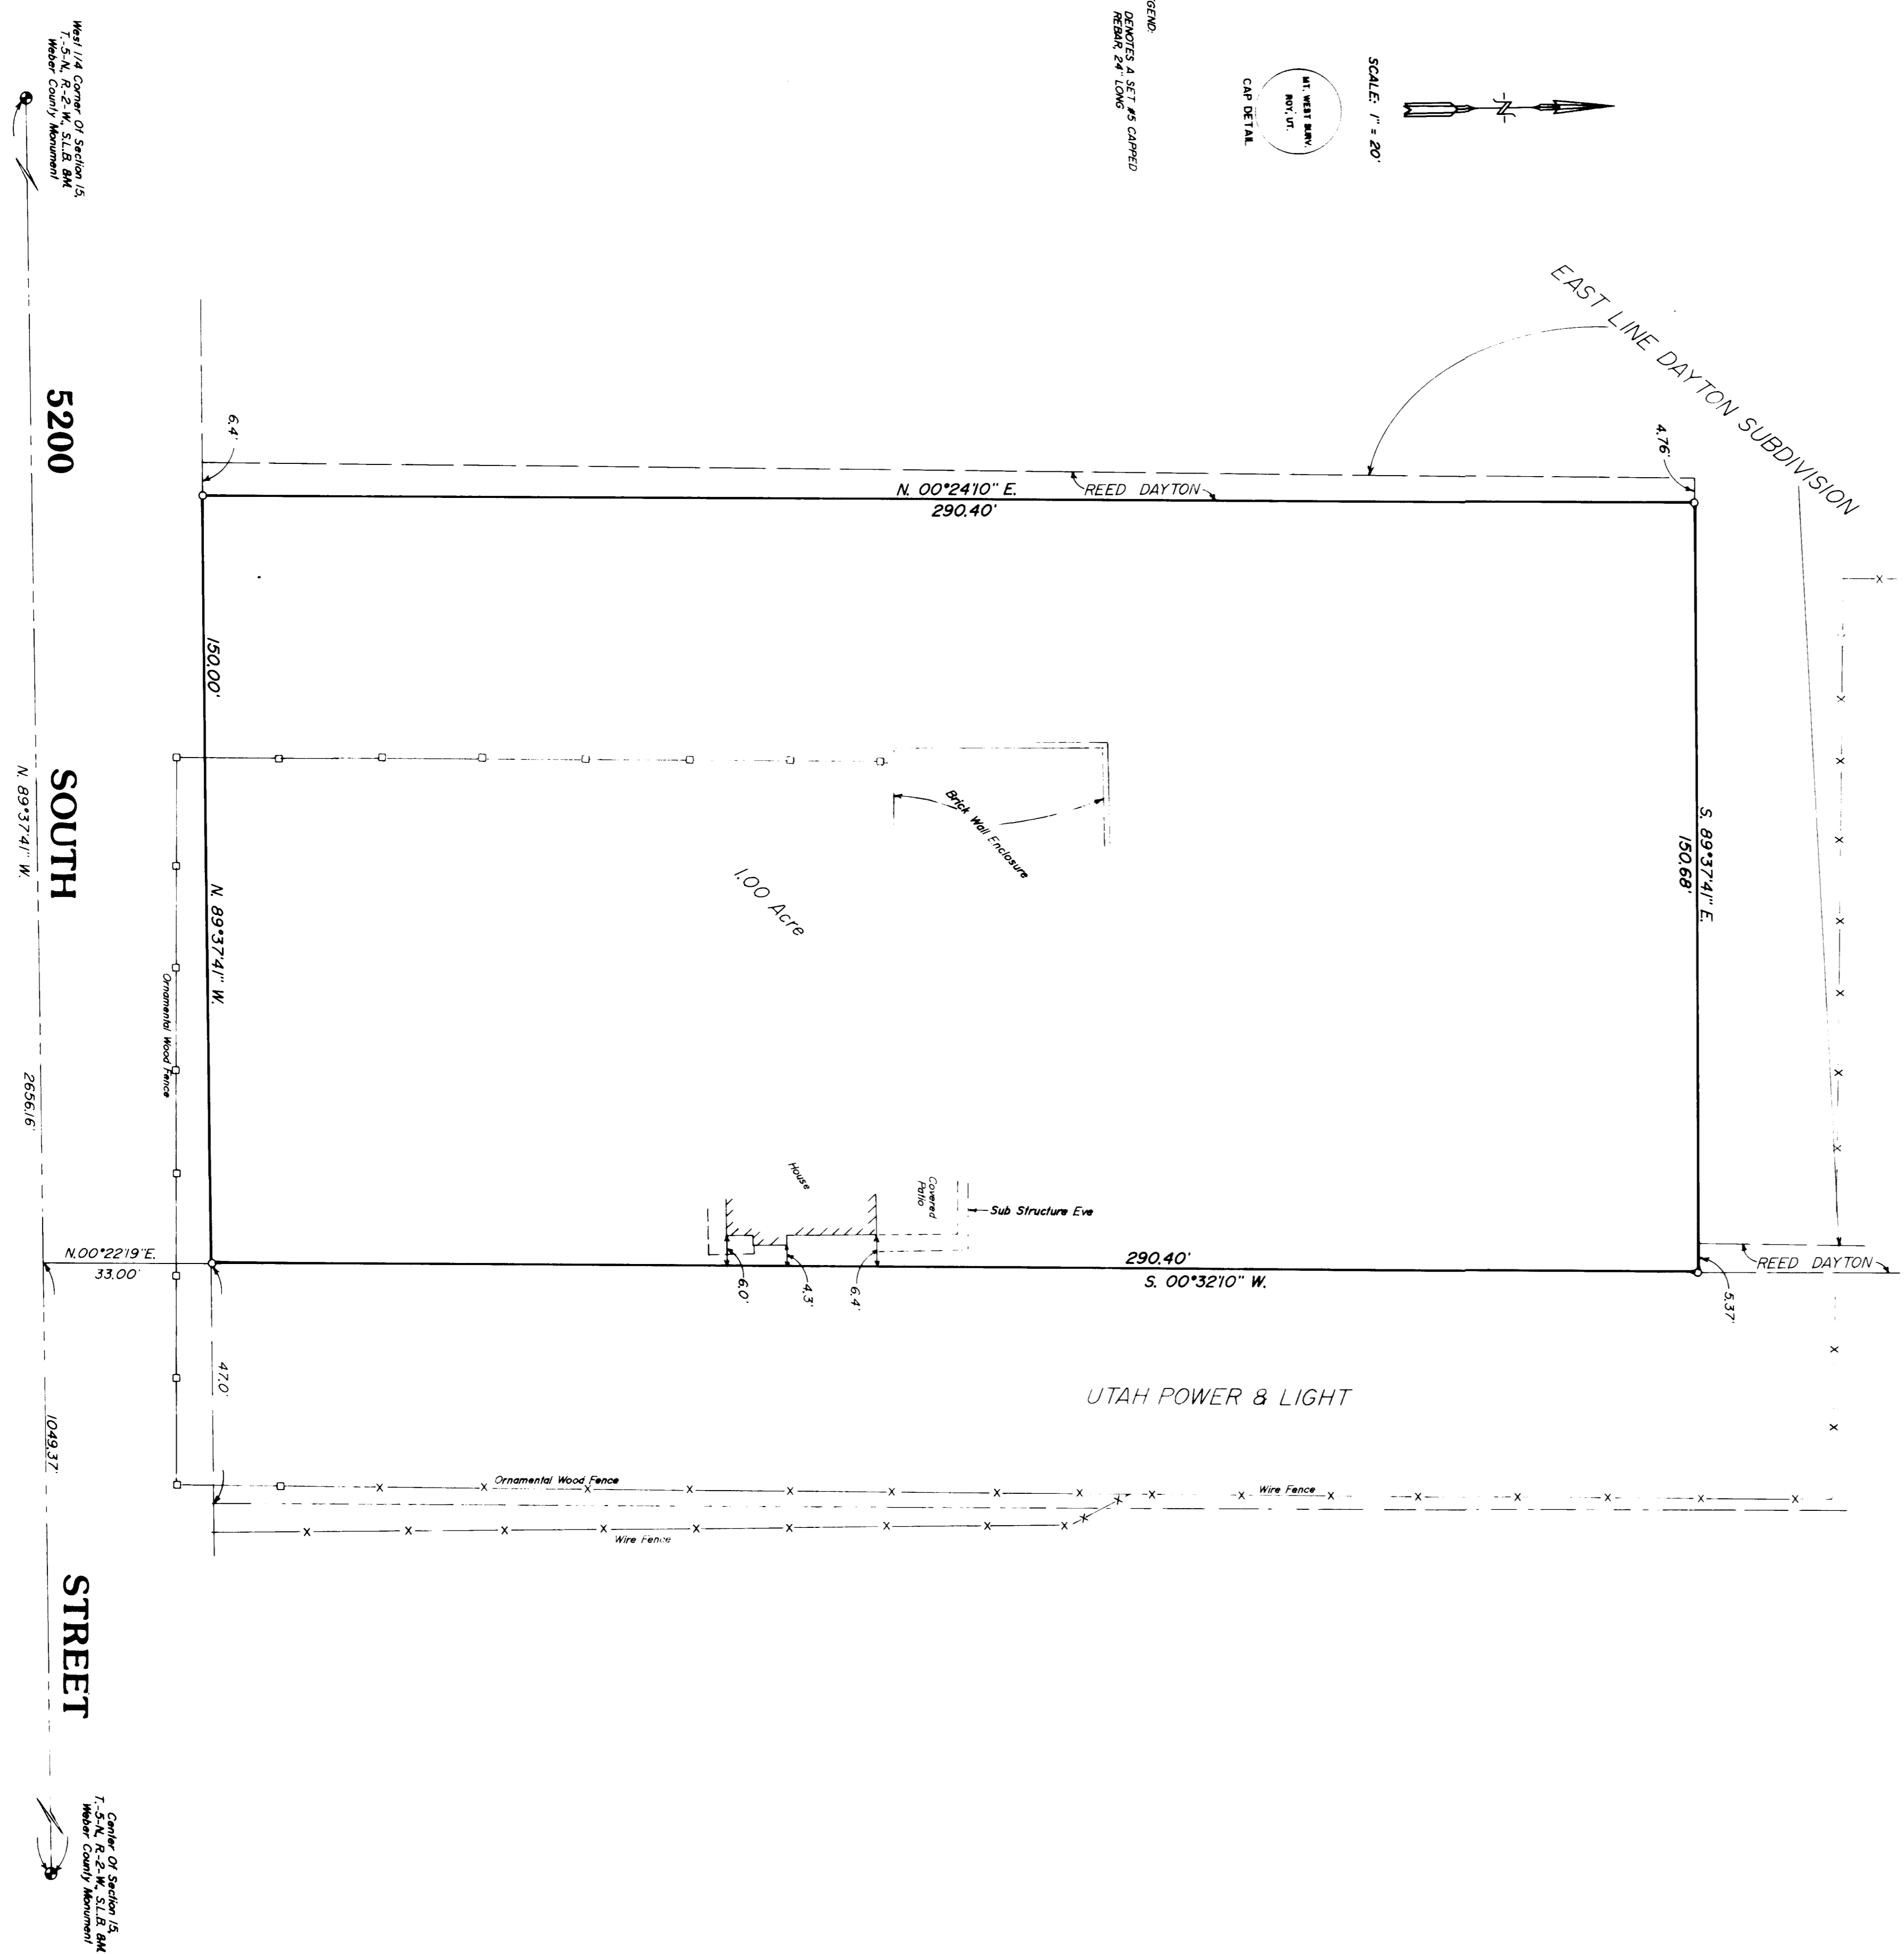 GEND:
DENOTES A SET #5 CAPPED
REBAR, 24" LONG
MT. WEST SURV.
ROY, UT.
CAP DETAIL
SCALE: 1" = 20'
-N-
EAST LINE DAYTON SUBDIVISION
West 1/4 Corner Of Section 15,
T.-5-N, R.-2-W., S.L.B. &M.
Weber County Monument
5200
SOUTH
STREET
N. 89°37'41" W.
2656.16'
1049.37'
6.4'
4.76'
N. 00°24'10" E.
290.40'
REED DAYTON
150.00'
N. 89°37'41" W.
S. 89°37'41" E.
150.68'
Brick Wall Enclosure
1.00 Acre
Ornamental Wood Fence
House
Covered
Patio
Sub Structure Eve
6.0'
4.3'
6.4'
290.40'
S. 00°32'10" W.
REED DAYTON
5.37'
N.00°22'19"E.
33.00'
47.0'
UTAH POWER & LIGHT
Ornamental Wood Fence
Wire Fence
Wire Fence
Center Of Section 15,
T.-5-N, R.-2-W., S.L.B. &M.
Weber County Monument